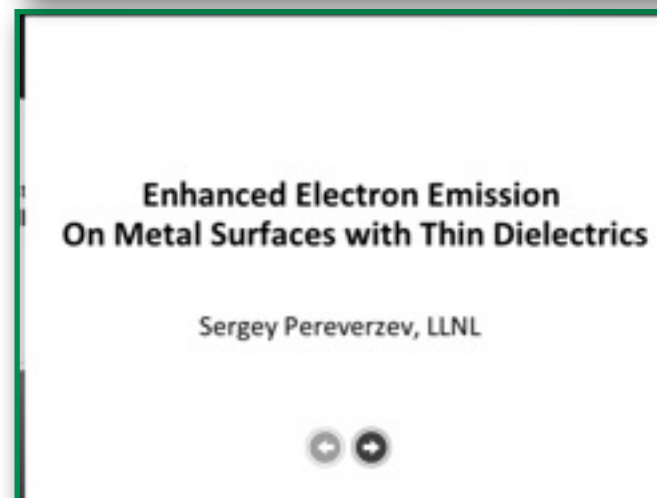 Enhanced Electron Emission
On Metal Surfaces with Thin Dielectrics
Sergey Pereverzev, LLNL